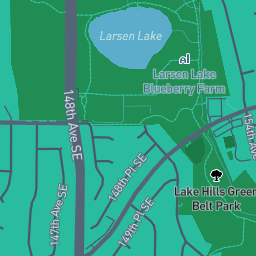 Larsen Lake
Larsen Lake
Blueberry Farm
148th Ave SE
154th Ave
148th Pl SE
Lake Hills Green
Belt Park
147th Ave SE
149th Pl SE